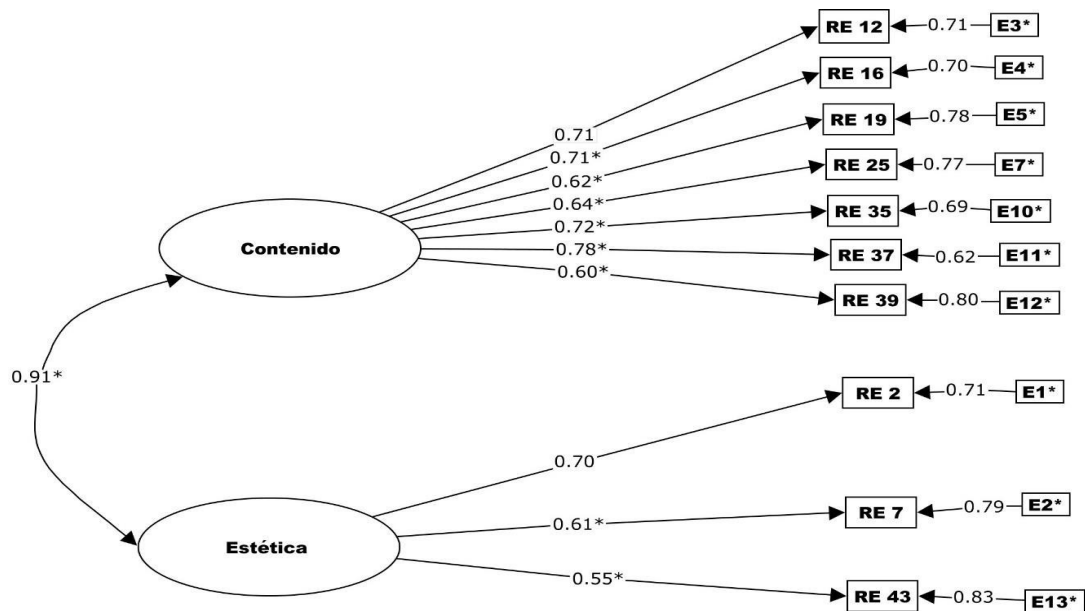 RE 12
0.71
E3*
RE 16
0.70
E4*
RE 19
0.78
E5*
RE 25
0.77
E7*
RE 35
0.69
E10*
RE 37
0.62
E11*
RE 39
0.80
E12*
0.71
0.71*
0.62*
0.64*
0.72*
0.78*
0.60*
Contenido
0.91*
RE 2
0.71
E1*
0.70
RE 7
0.79
E2*
0.61*
Estética
0.55*
RE 43
0.83
E13*